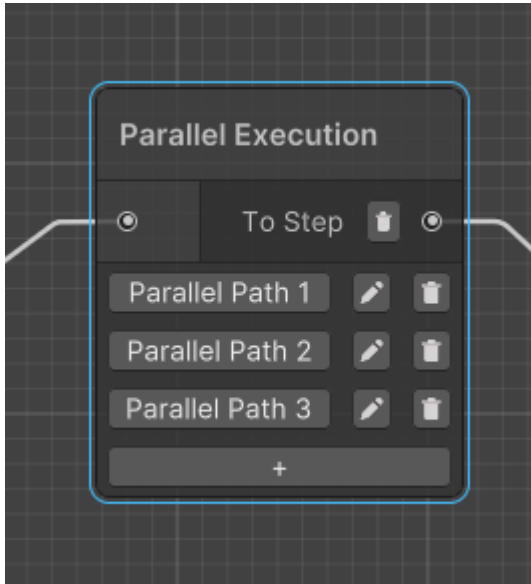 Parallel Execution
To Step
Parallel Path 1
Parallel Path 2
Parallel Path 3
+